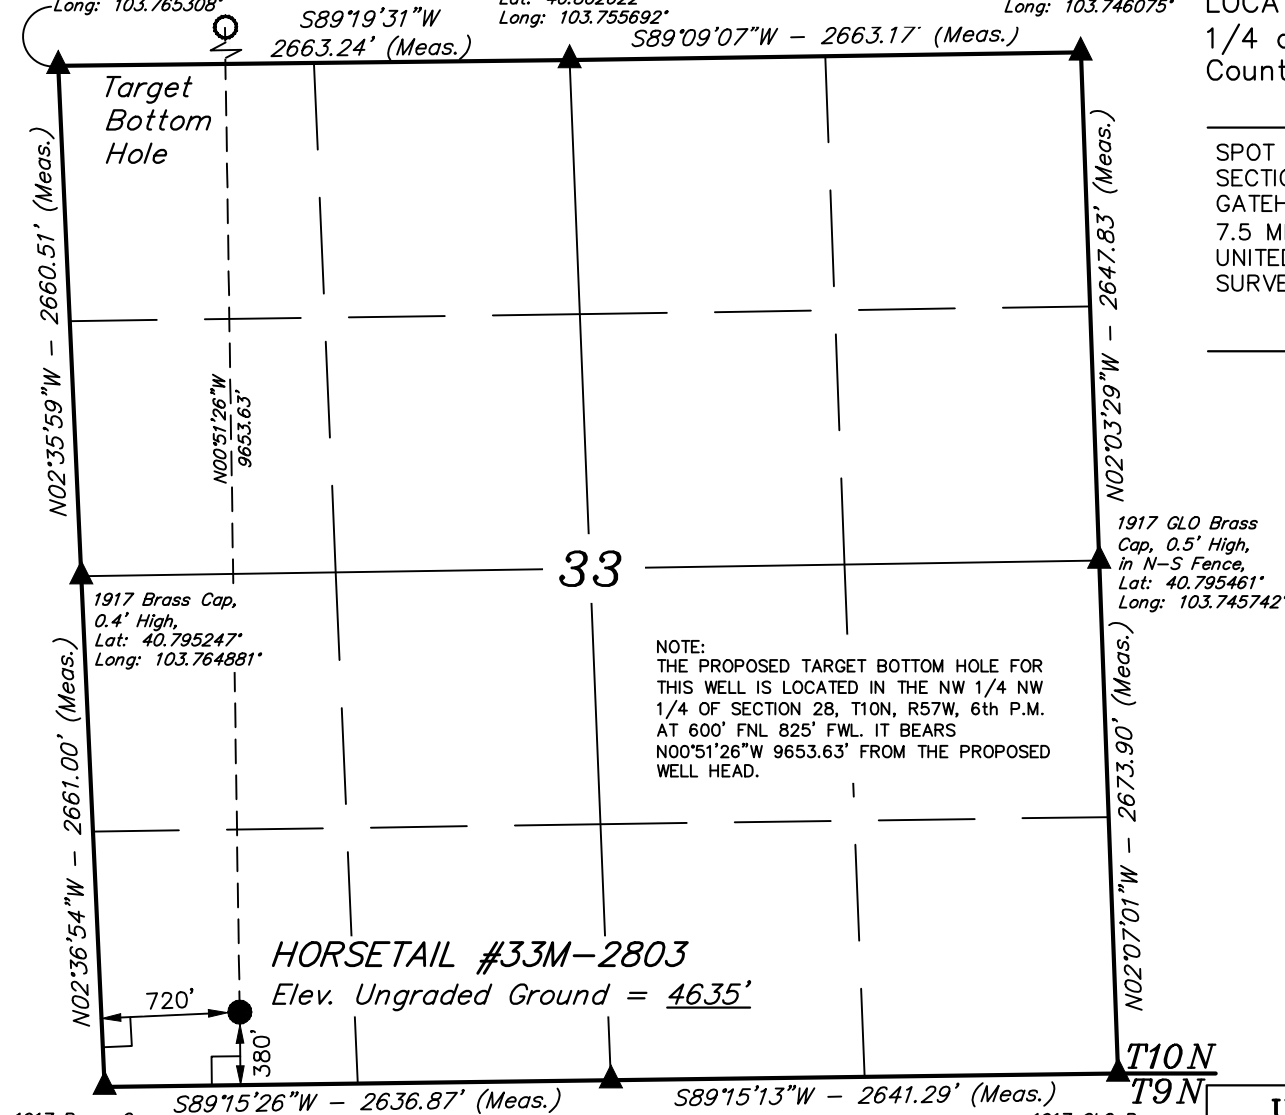 Long: 103.765308°
S89°19'31"W
2663.24' (Meas.)
Long: 103.755692°
S89°09'07"W – 2663.17' (Meas.)
Long: 103.746075°
1/4
Target
Bottom
Hole
N02°35'59"W – 2660.51' (Meas.)
N00°51'26"W
9653.63'
N02°03'29"W – 2647.83' (Meas.)
SPOT
7.5
33
1917 GLO Brass
Cap, 0.5' High,
in N–S Fence,
Lat: 40.795461°
Long: 103.745742°
1917 Brass Cap,
0.4' High,
Lat: 40.795247°
Long: 103.764881°
NOTE:
THE PROPOSED TARGET BOTTOM HOLE FOR
THIS WELL IS LOCATED IN THE NW 1/4 NW
1/4 OF SECTION 28, T10N, R57W, 6th P.M.
AT 600' FNL 825' FWL. IT BEARS
N00°51'26"W 9653.63' FROM THE PROPOSED
WELL HEAD.
N02°36'54"W – 2661.00' (Meas.)
N02°07'01"W – 2673.90' (Meas.)
HORSETAIL #33M–2803
Elev. Ungraded Ground = 4635'
720'
380'
T10N
T9N
S89°15'26"W – 2636.87' (Meas.)
S89°15'13"W – 2641.29' (Meas.)